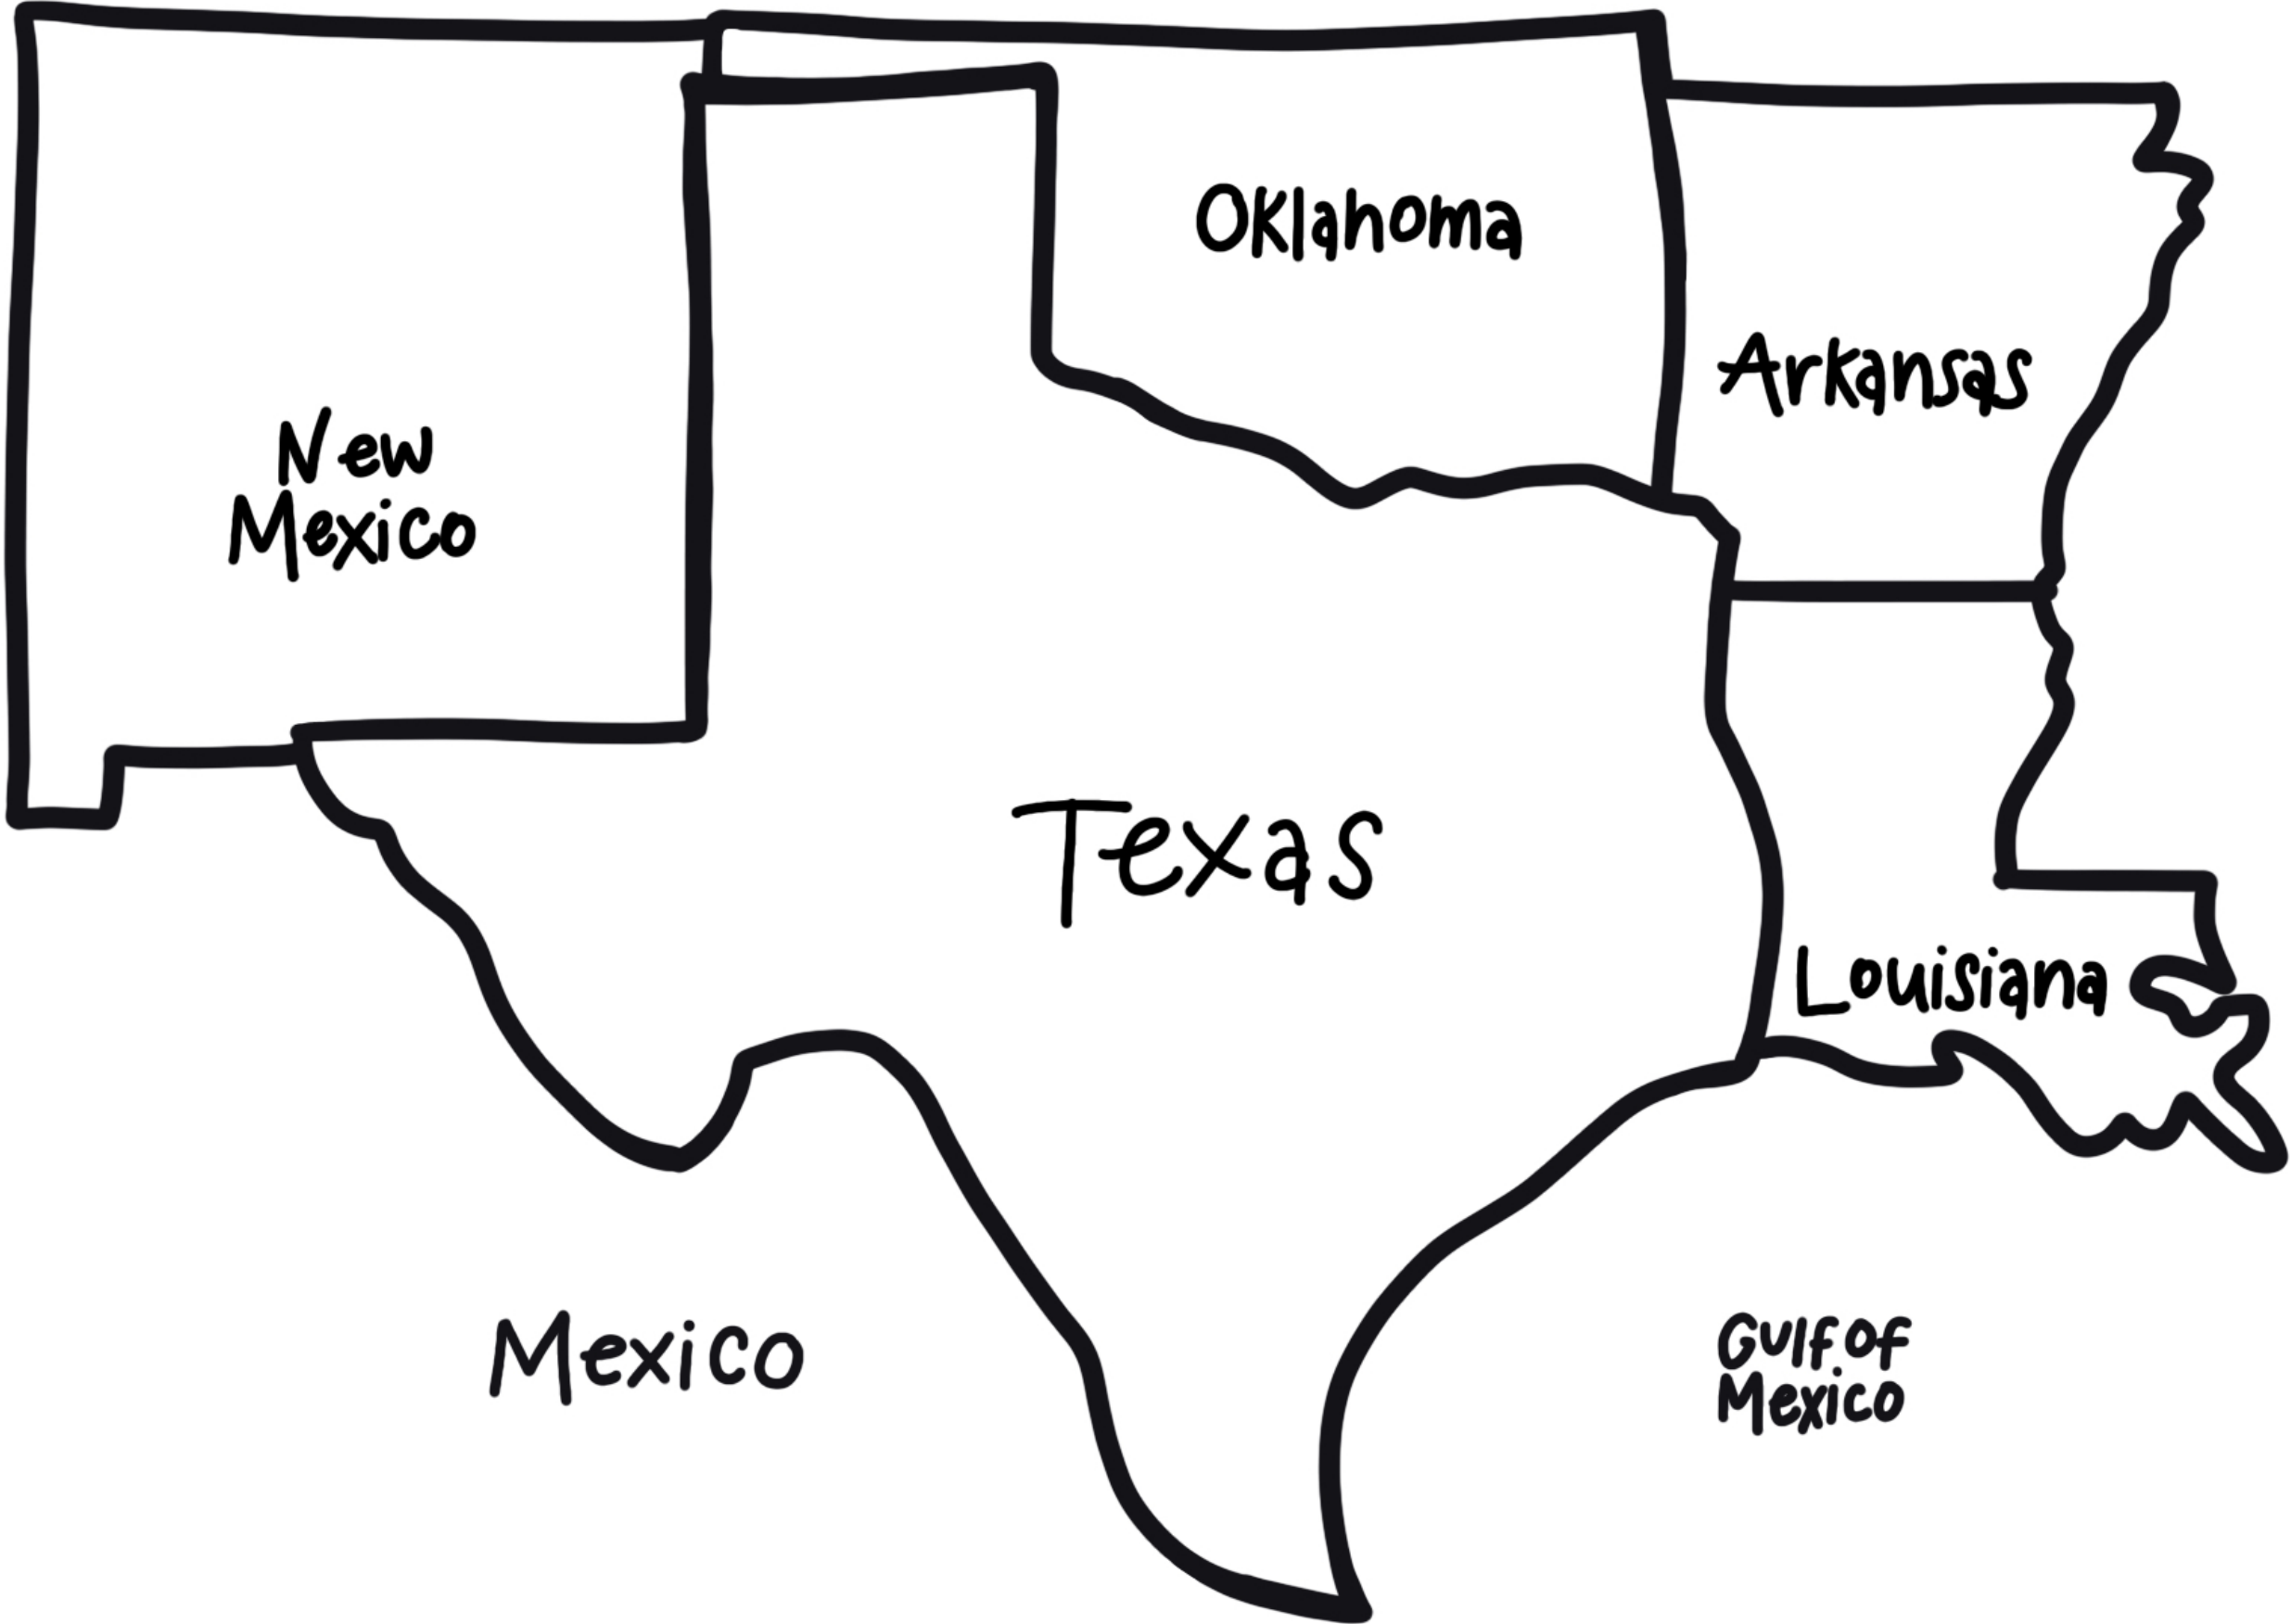 Oklahoma
Arkansas
New
Mexico
Texas
Louisiana
Mexico
Gulf of
Mexico